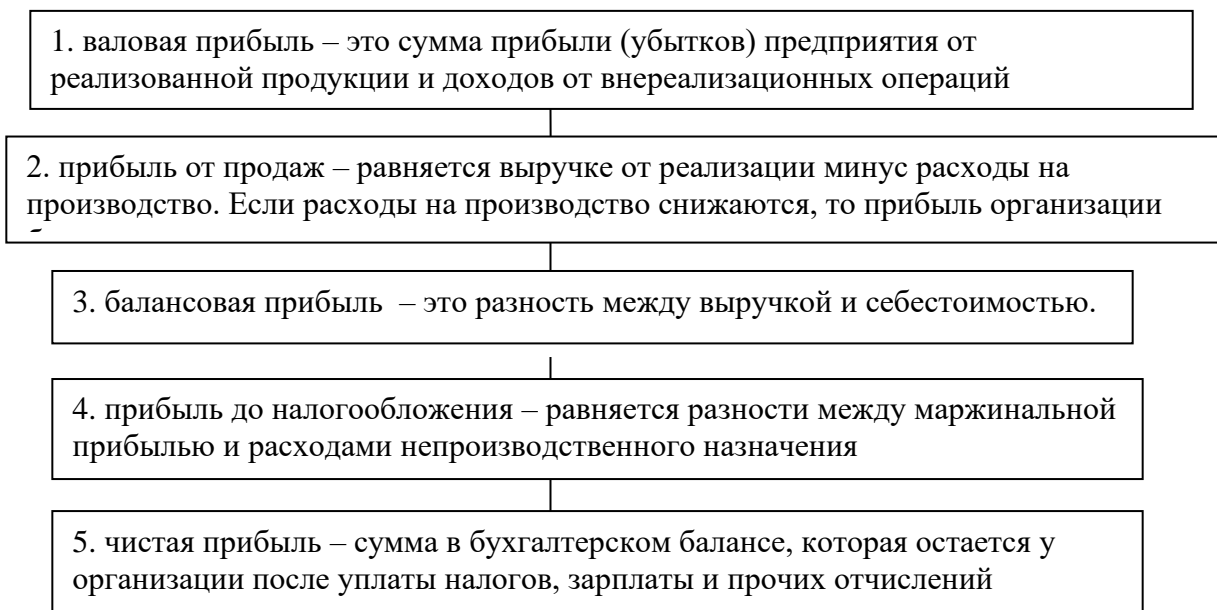 1. валовая прибыль – это сумма прибыли (убытков) предприятия от
реализованной продукции и доходов от внереализационных операций
2. прибыль от продаж – равняется выручке от реализации минус расходы на
производство. Если расходы на производство снижаются, то прибыль организации
3. балансовая прибыль – это разность между выручкой и себестоимостью.
4. прибыль до налогообложения – равняется разности между маржинальной
прибылью и расходами непроизводственного назначения
5. чистая прибыль – сумма в бухгалтерском балансе, которая остается у
организации после уплаты налогов, зарплаты и прочих отчислений